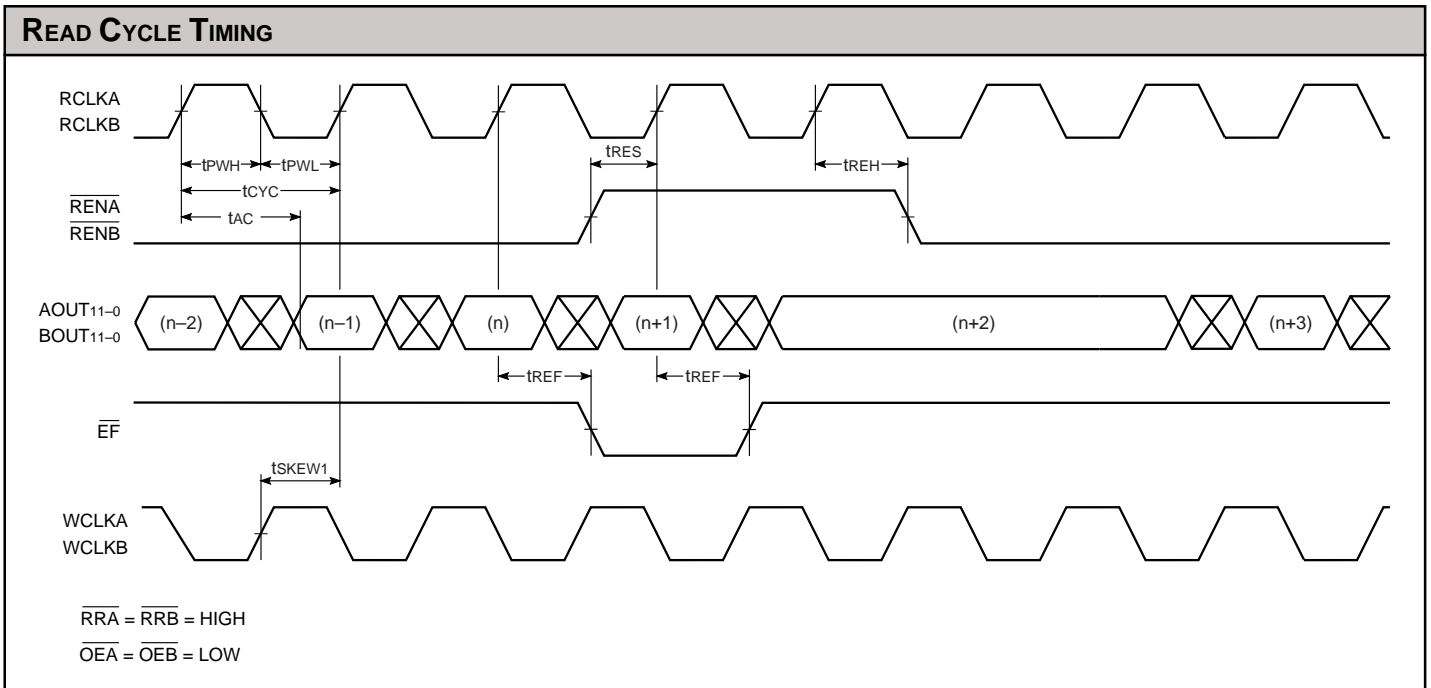 READ CYCLE TIMING
RCLKA
RCLKB
tPWH
tPWL
tRES
tREH
tCYC
tAC
RENA
RENB
AOUT11–0
BOUT11–0
(n–2)
(n–1)
(n)
(n+1)
(n+2)
(n+3)
tREF
tREF
EF
tSKEW1
WCLKA
WCLKB
RRA = RRB = HIGH
OEA = OEB = LOW